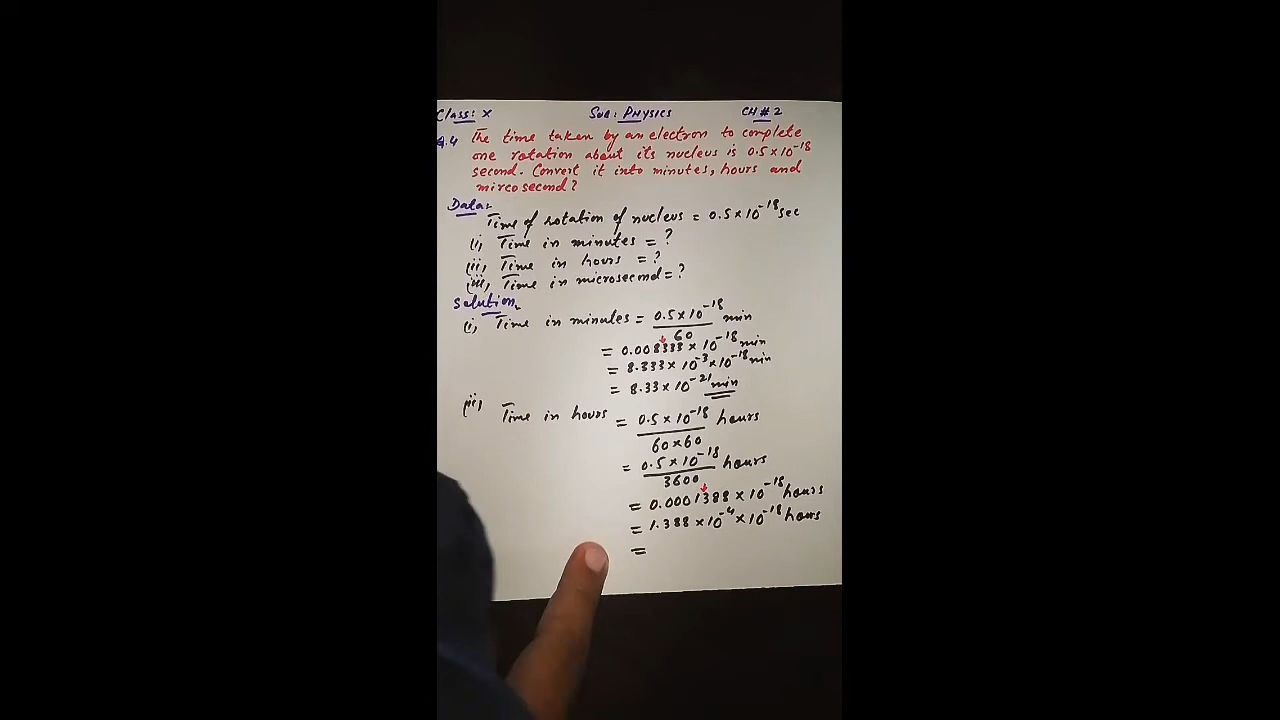 Class: X Sub: Physics CH # 2
Q.4 The time taken by an electron to complete
one rotation about its nucleus is 0.5 × 10⁻¹⁸
second. Convert it into minutes, hours and
mircosecond?
Data:
Time of rotation of nucleus = 0.5 × 10⁻¹⁸ sec
(i) Time in minutes = ?
(ii) Time in hours = ?
(iii) Time in microsecond = ?
Solution
(i) Time in minutes = 0.5 × 10⁻¹⁸ min
60
= 0.008333 × 10⁻¹⁸ min
= 8.333 × 10⁻³ × 10⁻¹⁸ min
= 8.33 × 10⁻²¹ min
(ii) Time in hours = 0.5 × 10⁻¹⁸ hours
60 × 60
= 0.5 × 10⁻¹⁸ hours
3600
= 0.0001388 × 10⁻¹⁸ hours
= 1.388 × 10⁻⁴ × 10⁻¹⁸ hours
=